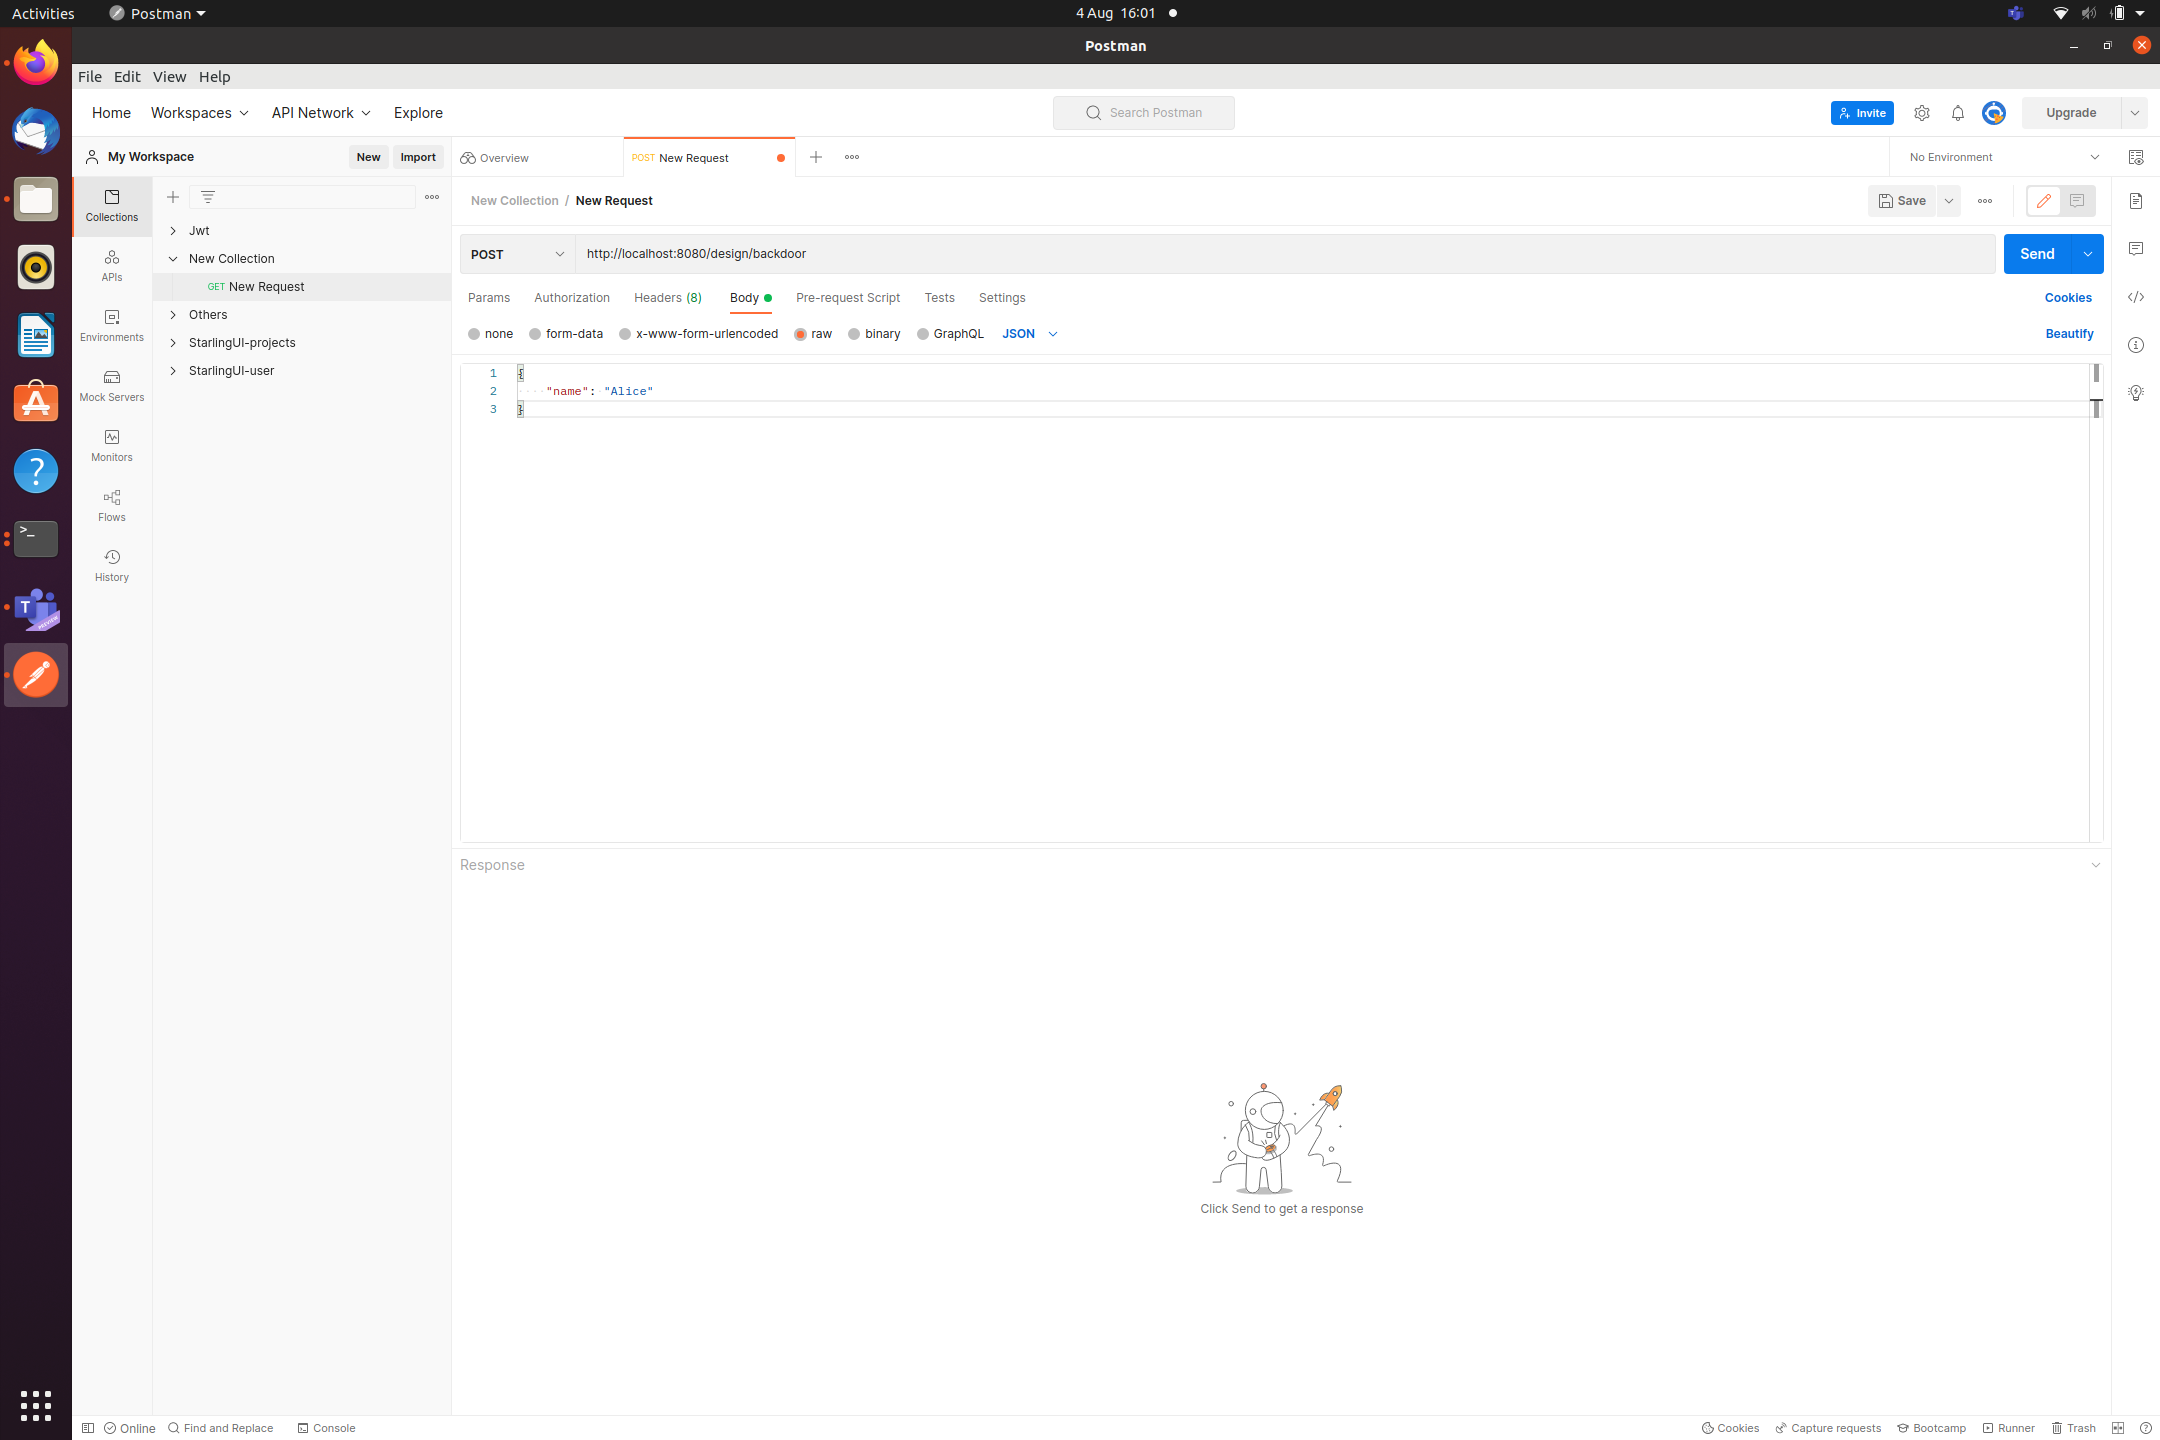 Activities Postman 4 Aug 16:01
Postman
File Edit View Help
Home Workspaces API Network Explore Search Postman Invite Upgrade
My Workspace New Import Overview POST New Request No Environment
Collections
APIs
Environments
Mock Servers
Monitors
Flows
History
Jwt
New Collection
GET New Request
Others
StarlingUI-projects
StarlingUI-user
New Collection / New Request Save
POST http://localhost:8080/design/backdoor Send
Params Authorization Headers (8) Body Pre-request Script Tests Settings Cookies
none form-data x-www-form-urlencoded raw binary GraphQL JSON Beautify
1 {
2 "name": "Alice"
3 }
Response
Click Send to get a response
Online Find and Replace Console Cookies Capture requests Bootcamp Runner Trash